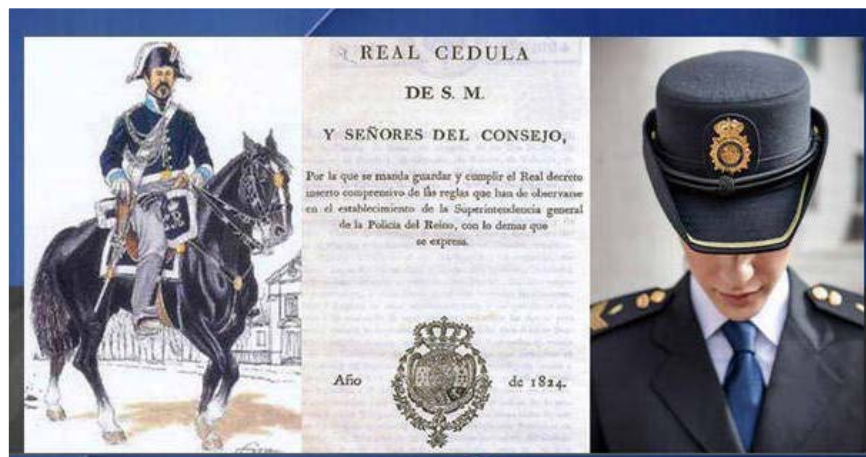 REAL CEDULA
DE S. M.
Y SEÑORES DEL CONSEJO,
Por la que se manda guardar y cumplir el Real decreto
inserto comprentivo de las reglas que han de observarse
en el establecimiento de la Superintendencia general
de la Policia del Reino, con lo demas que
se expresa.
Año de 1824.